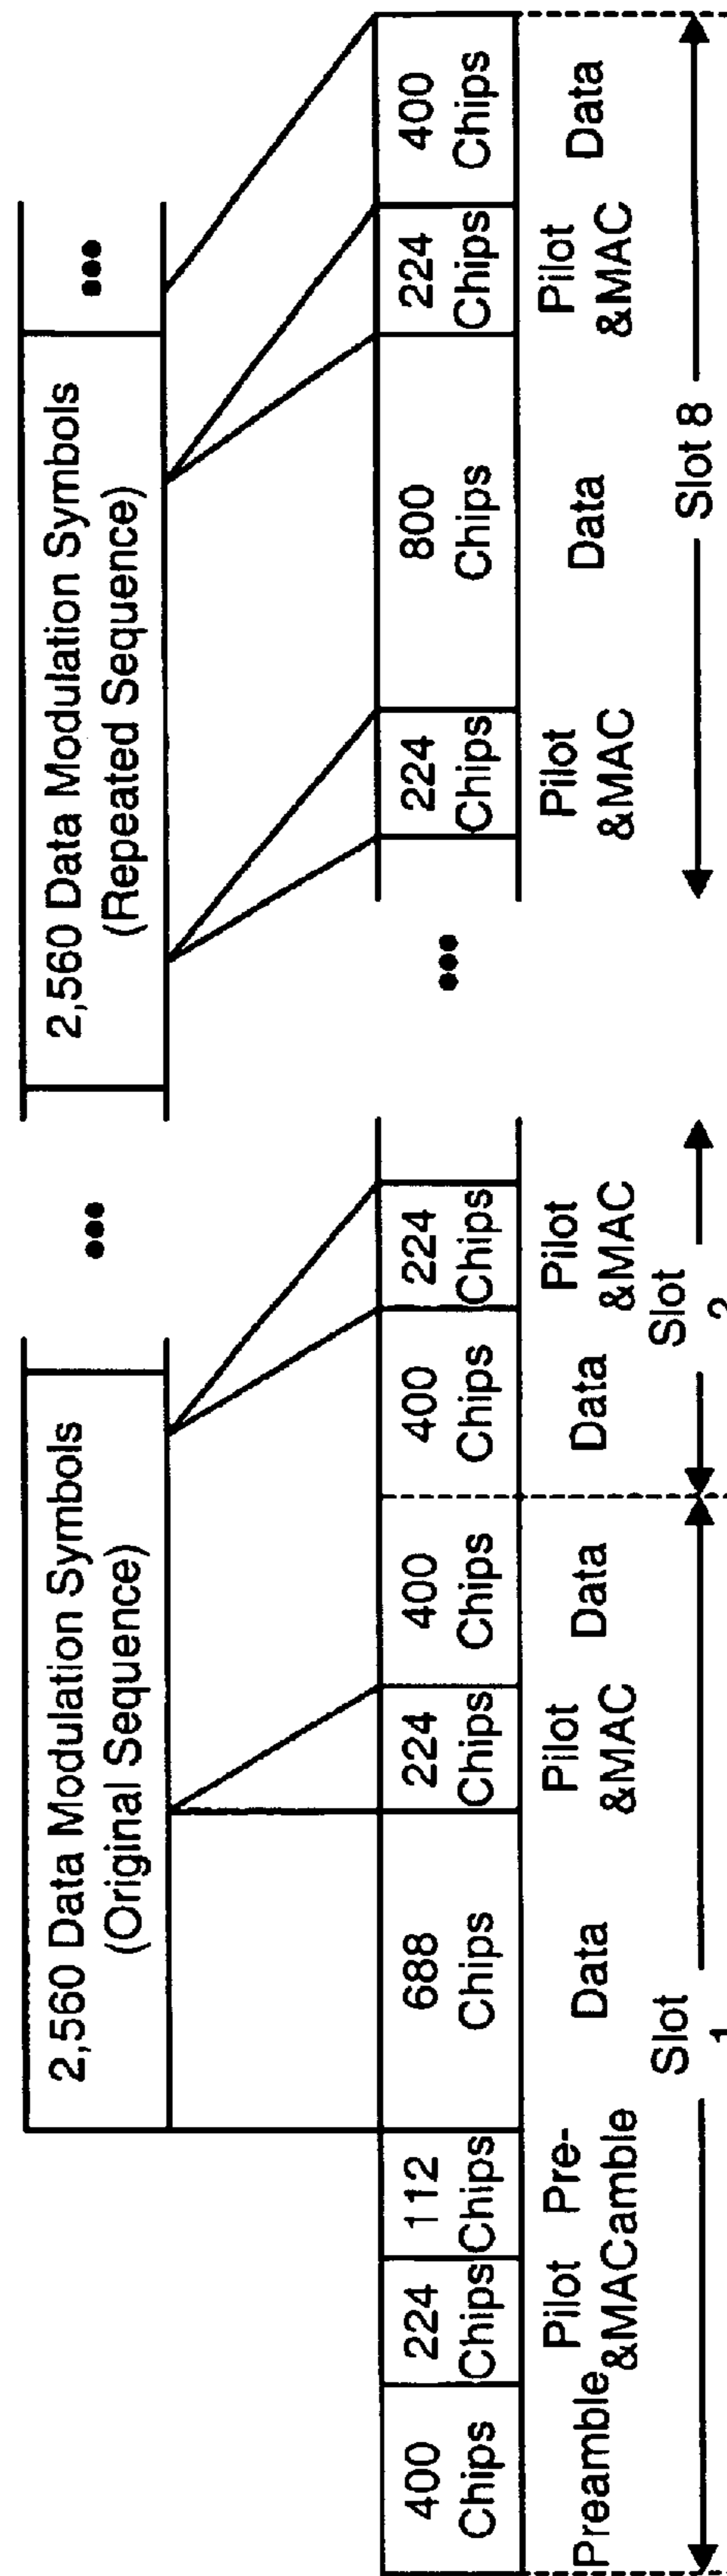 2,560 Data Modulation Symbols
(Original Sequence)
•••
2,560 Data Modulation Symbols
(Repeated Sequence)
•••
400
Chips
224
Chips
112
Chips
688
Chips
224
Chips
400
Chips
400
Chips
224
Chips
•••
224
Chips
800
Chips
224
Chips
400
Chips
Preamble
Pilot
&MAC
Pre-
amble
Data
Pilot
&MAC
Data
Data
Pilot
&MAC
Pilot
&MAC
Data
Pilot
&MAC
Data
Slot
1
Slot
2
Slot 8